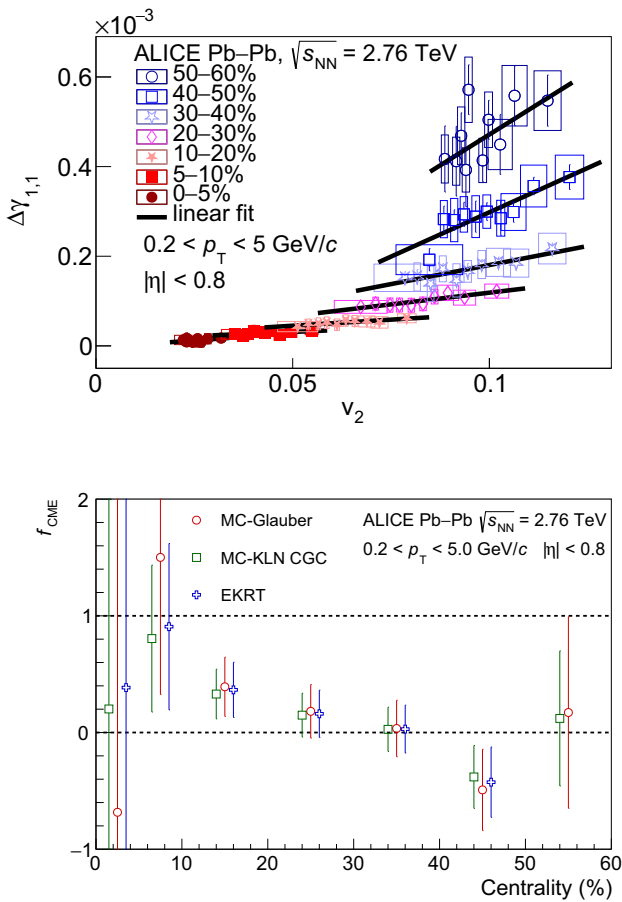 ×10⁻³
ALICE Pb–Pb, √sNN = 2.76 TeV
50–60%
40–50%
30–40%
20–30%
10–20%
5–10%
0–5%
linear fit
0.2 < pT < 5 GeV/c
|η| < 0.8
Δγ1,1
0.6
0.4
0.2
0
0
0.05
0.1
v2
fCME
2
1
0
−1
MC-Glauber
MC-KLN CGC
EKRT
ALICE Pb–Pb √sNN = 2.76 TeV
0.2 < pT < 5.0 GeV/c |η| < 0.8
0 10 20 30 40 50 60
Centrality (%)